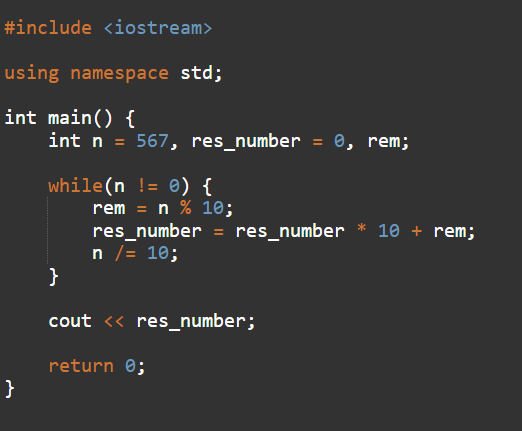 #include <iostream>
using namespace std;
int main() {
    int n = 567, res_number = 0, rem;
    while(n != 0) {
        rem = n % 10;
        res_number = res_number * 10 + rem;
        n /= 10;
    }
    cout << res_number;
    return 0;
}